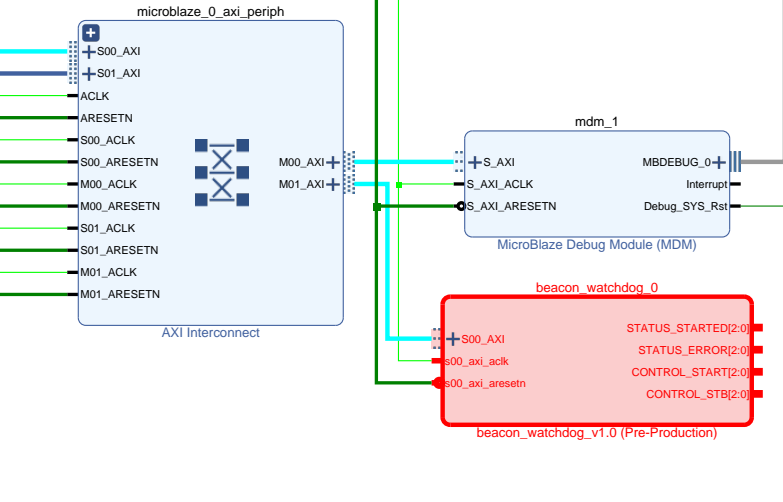 microblaze_0_axi_periph
S00_AXI
S01_AXI
ACLK
ARESETN
S00_ACLK
S00_ARESETN
M00_ACLK
M00_ARESETN
S01_ACLK
S01_ARESETN
M01_ACLK
M01_ARESETN
M00_AXI
M01_AXI
AXI Interconnect
mdm_1
S_AXI
S_AXI_ACLK
S_AXI_ARESETN
MBDEBUG_0
Interrupt
Debug_SYS_Rst
MicroBlaze Debug Module (MDM)
beacon_watchdog_0
S00_AXI
s00_axi_aclk
s00_axi_aresetn
STATUS_STARTED[2:0]
STATUS_ERROR[2:0]
CONTROL_START[2:0]
CONTROL_STB[2:0]
beacon_watchdog_v1.0 (Pre-Production)